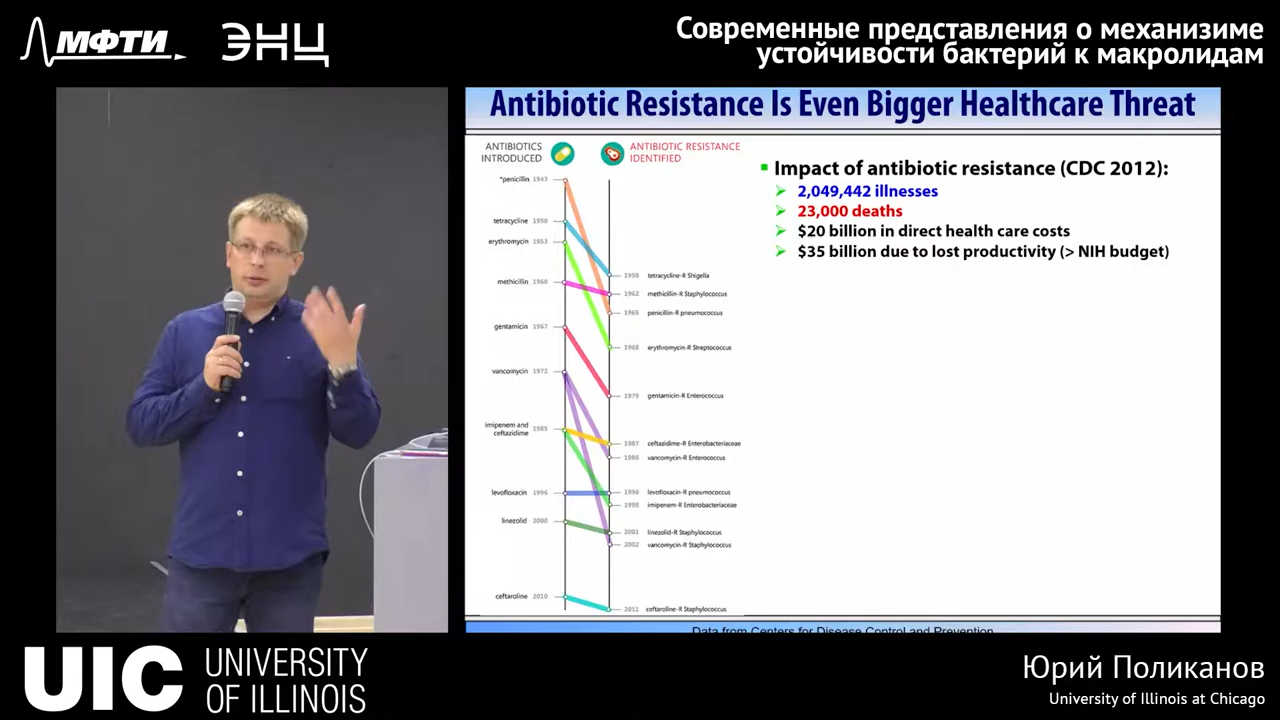 МФТИ
ЭНЦ
Современные представления о механизиме
устойчивости бактерий к макролидам
Antibiotic Resistance Is Even Bigger Healthcare Threat
ANTIBIOTICS
INTRODUCED
ANTIBIOTIC RESISTANCE
IDENTIFIED
*penicillin 1943
tetracycline 1950
erythromycin 1953
methicillin 1960
gentamicin 1967
vancomycin 1972
imipenem and
ceftazidime 1985
levofloxacin 1996
linezolid 2000
ceftaroline 2010
1959 tetracycline-R Shigella
1962 methicillin-R Staphylococcus
1965 penicillin-R pneumococcus
1968 erythromycin-R Streptococcus
1979 gentamicin-R Enterococcus
1987 ceftazidime-R Enterobacteriaceae
1988 vancomycin-R Enterococcus
1996 levofloxacin-R pneumococcus
1998 imipenem-R Enterobacteriaceae
2001 linezolid-R Staphylococcus
2002 vancomycin-R Staphylococcus
2011 ceftaroline-R Staphylococcus
Impact of antibiotic resistance (CDC 2012):
2,049,442 illnesses
23,000 deaths
$20 billion in direct health care costs
$35 billion due to lost productivity (> NIH budget)
Data from Centers for Disease Control and Prevention
UIC UNIVERSITY
OF ILLINOIS
Юрий Поликанов
University of Illinois at Chicago